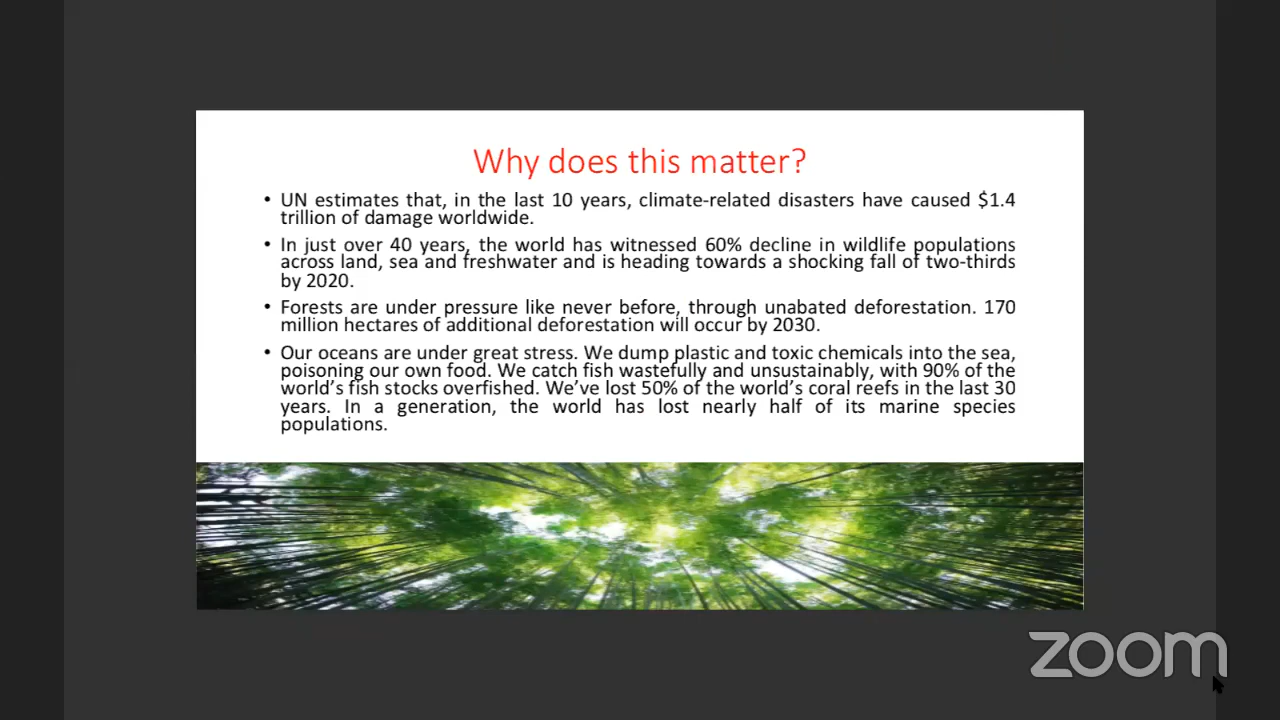 Why does this matter?
• UN estimates that, in the last 10 years, climate-related disasters have caused $1.4
trillion of damage worldwide.
• In just over 40 years, the world has witnessed 60% decline in wildlife populations
across land, sea and freshwater and is heading towards a shocking fall of two-thirds
by 2020.
• Forests are under pressure like never before, through unabated deforestation. 170
million hectares of additional deforestation will occur by 2030.
• Our oceans are under great stress. We dump plastic and toxic chemicals into the sea,
poisoning our own food. We catch fish wastefully and unsustainably, with 90% of the
world’s fish stocks overfished. We’ve lost 50% of the world’s coral reefs in the last 30
years. In a generation, the world has lost nearly half of its marine species
populations.
zoom